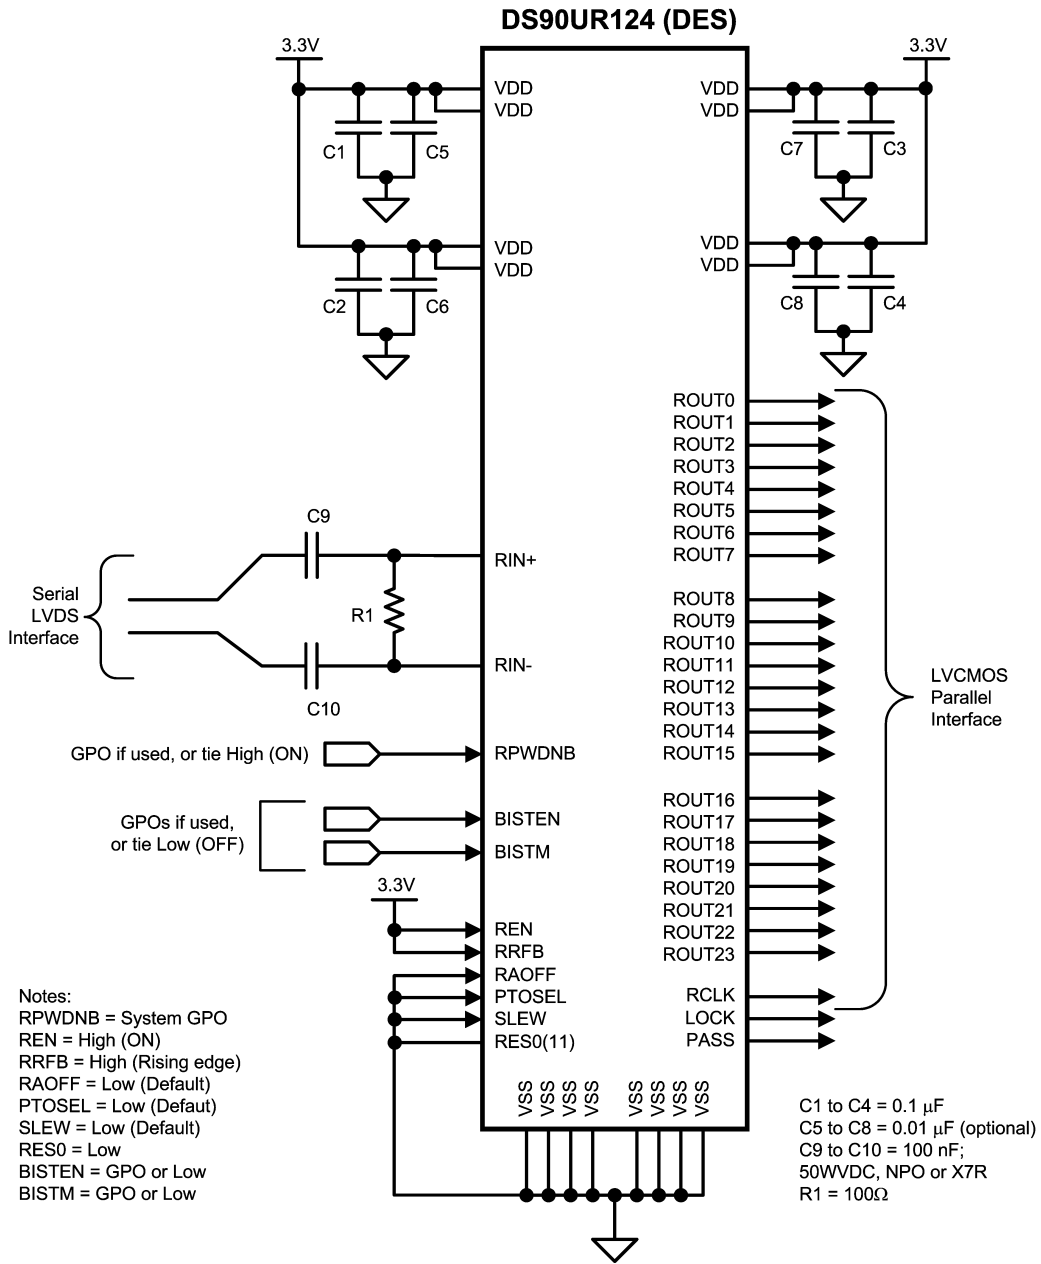 DS90UR124 (DES)
3.3V
3.3V
VDD
VDD
C1
C5
VDD
VDD
C7
C3
VDD
VDD
C2
C6
VDD
VDD
C8
C4
ROUT0
ROUT1
ROUT2
ROUT3
ROUT4
ROUT5
ROUT6
ROUT7
ROUT8
ROUT9
ROUT10
ROUT11
ROUT12
ROUT13
ROUT14
ROUT15
ROUT16
ROUT17
ROUT18
ROUT19
ROUT20
ROUT21
ROUT22
ROUT23
RCLK
LOCK
PASS
LVCMOS
Parallel
Interface
C9
RIN+
Serial
LVDS
Interface
R1
RIN-
C10
GPO if used, or tie High (ON)
RPWDNB
GPOs if used,
or tie Low (OFF)
BISTEN
BISTM
3.3V
REN
RRFB
RAOFF
PTOSEL
SLEW
RES0(11)
VSS
VSS
VSS
VSS
VSS
VSS
VSS
VSS
Notes:
RPWDNB = System GPO
REN = High (ON)
RRFB = High (Rising edge)
RAOFF = Low (Default)
PTOSEL = Low (Defaut)
SLEW = Low (Default)
RES0 = Low
BISTEN = GPO or Low
BISTM = GPO or Low
C1 to C4 = 0.1 μF
C5 to C8 = 0.01 μF (optional)
C9 to C10 = 100 nF;
50WVDC, NPO or X7R
R1 = 100Ω